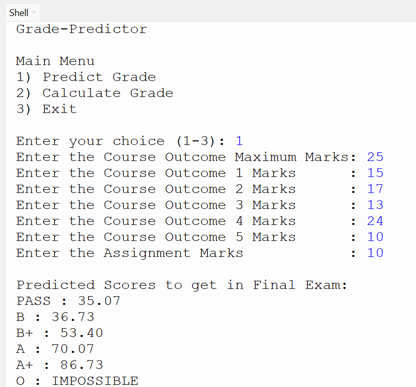 Shell
Grade-Predictor
Main Menu
1) Predict Grade
2) Calculate Grade
3) Exit
Enter your choice (1-3): 1
Enter the Course Outcome Maximum Marks: 25
Enter the Course Outcome 1 Marks : 15
Enter the Course Outcome 2 Marks : 17
Enter the Course Outcome 3 Marks : 13
Enter the Course Outcome 4 Marks : 24
Enter the Course Outcome 5 Marks : 10
Enter the Assignment Marks : 10
Predicted Scores to get in Final Exam:
PASS : 35.07
B : 36.73
B+ : 53.40
A : 70.07
A+ : 86.73
O : IMPOSSIBLE